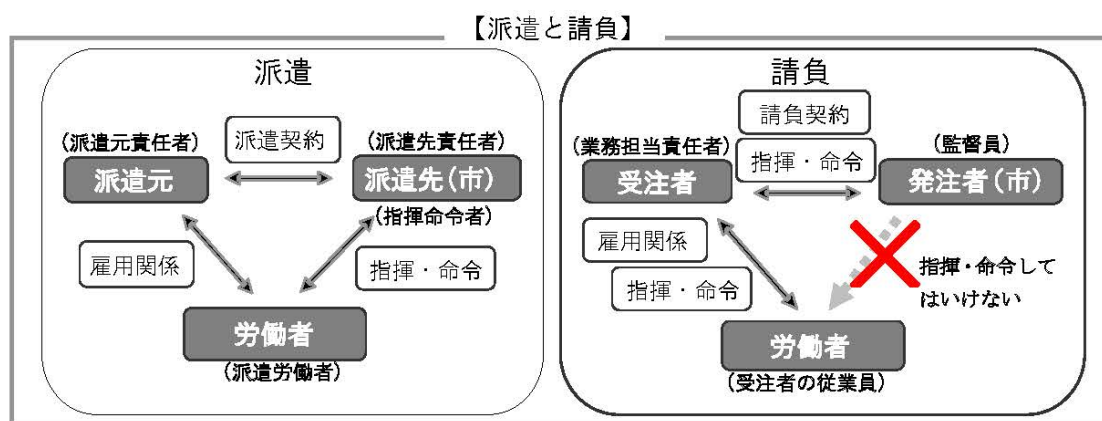 【派遣と請負】
派遣
派遣契約
(派遣元責任者)
(派遣先責任者)
派遣元
派遣先(市)
(指揮命令者)
雇用関係
指揮・命令
労働者
(派遣労働者)
請負
請負契約
(業務担当責任者)
指揮・命令
(監督員)
受注者
発注者(市)
雇用関係
指揮・命令
指揮・命令して
はいけない
労働者
(受注者の従業員)